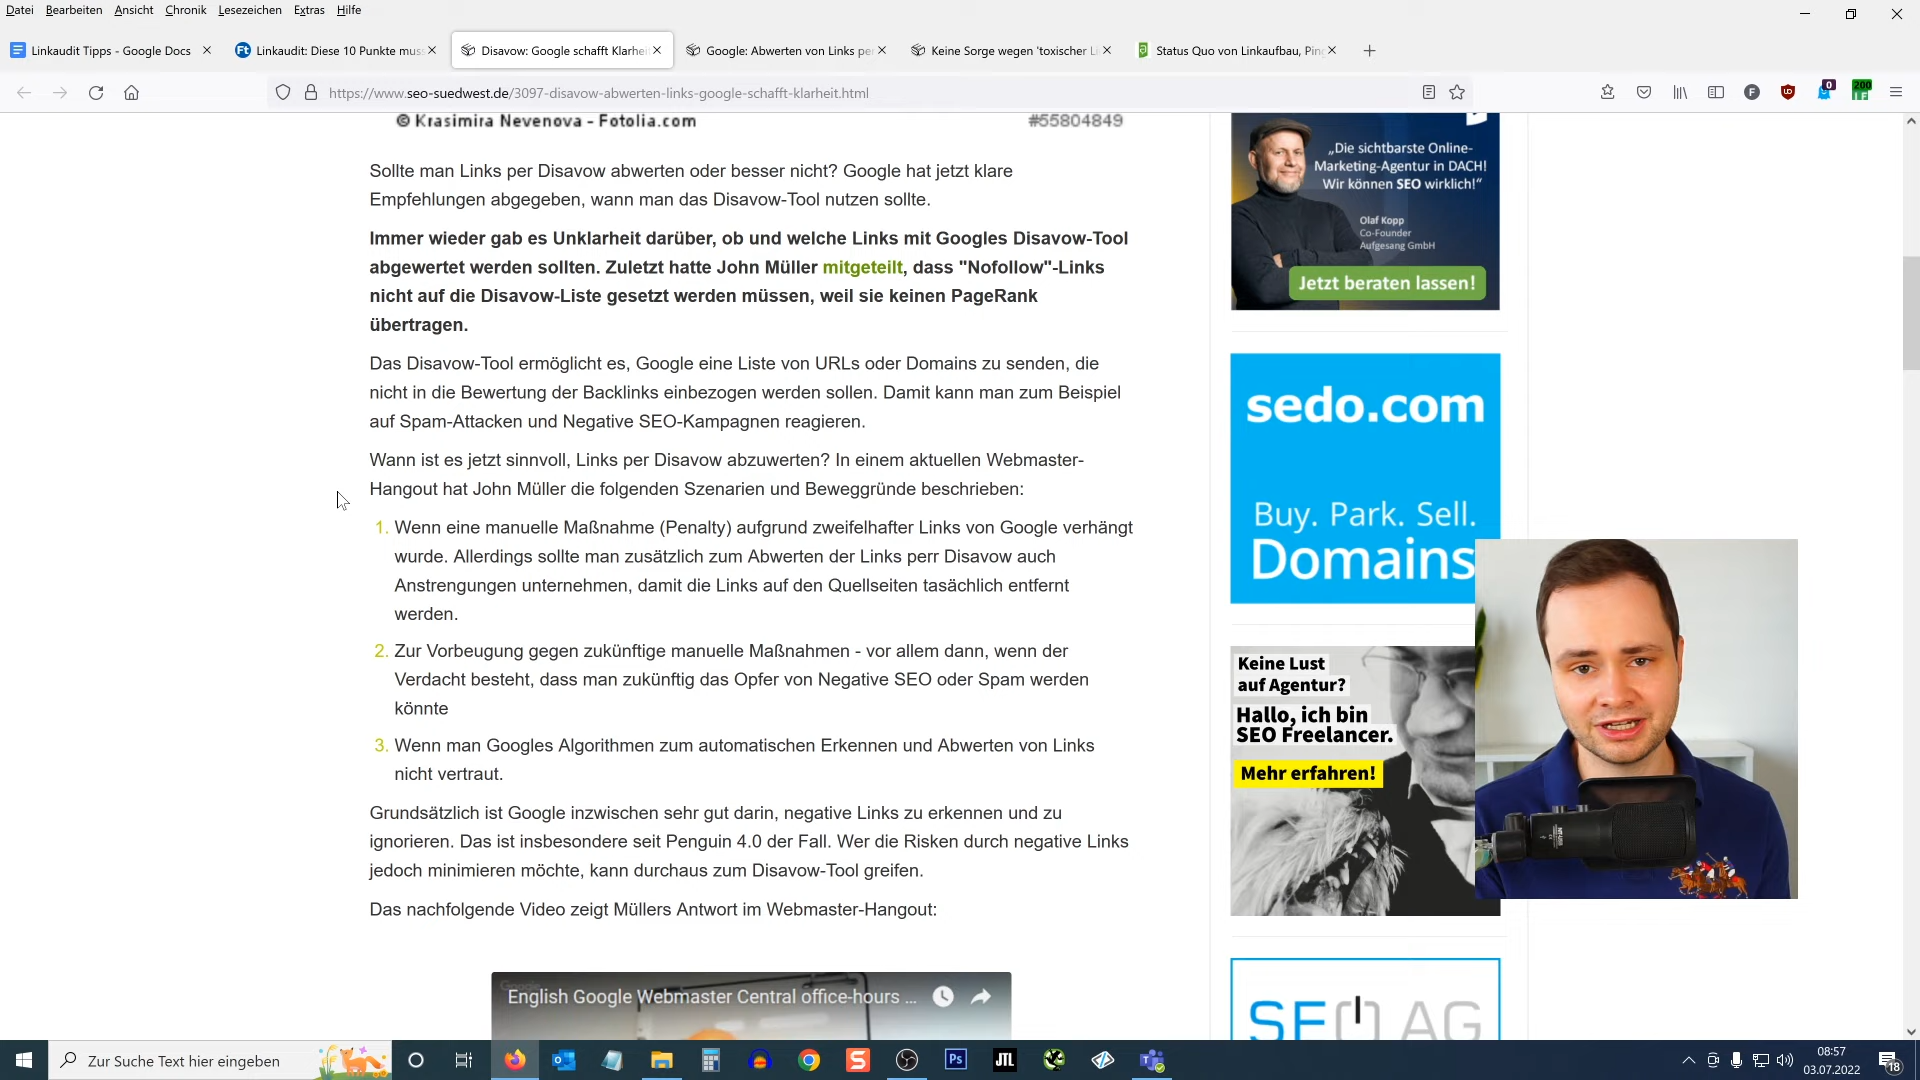 Datei Bearbeiten Ansicht Chronik Lesezeichen Extras Hilfe
Linkaudit Tipps - Google Docs
Linkaudit: Diese 10 Punkte mus
Disavow: Google schafft Klarhei
Google: Abwerten von Links pe
Keine Sorge wegen 'toxischer Li
Status Quo von Linkaufbau, Pin
https://www.seo-suedwest.de/3097-disavow-abwerten-links-google-schafft-klarheit.html
© Krasimira Nevenova - Fotolia.com #55804849
Sollte man Links per Disavow abwerten oder besser nicht? Google hat jetzt klare
Empfehlungen abgegeben, wann man das Disavow-Tool nutzen sollte.
Immer wieder gab es Unklarheit darüber, ob und welche Links mit Googles Disavow-Tool
abgewertet werden sollten. Zuletzt hatte John Müller mitgeteilt, dass "Nofollow"-Links
nicht auf die Disavow-Liste gesetzt werden müssen, weil sie keinen PageRank
übertragen.
Das Disavow-Tool ermöglicht es, Google eine Liste von URLs oder Domains zu senden, die
nicht in die Bewertung der Backlinks einbezogen werden sollen. Damit kann man zum Beispiel
auf Spam-Attacken und Negative SEO-Kampagnen reagieren.
Wann ist es jetzt sinnvoll, Links per Disavow abzuwerten? In einem aktuellen Webmaster-
Hangout hat John Müller die folgenden Szenarien und Beweggründe beschrieben:
1. Wenn eine manuelle Maßnahme (Penalty) aufgrund zweifelhafter Links von Google verhängt
wurde. Allerdings sollte man zusätzlich zum Abwerten der Links perr Disavow auch
Anstrengungen unternehmen, damit die Links auf den Quellseiten tasächlich entfernt
werden.
2. Zur Vorbeugung gegen zukünftige manuelle Maßnahmen - vor allem dann, wenn der
Verdacht besteht, dass man zukünftig das Opfer von Negative SEO oder Spam werden
könnte
3. Wenn man Googles Algorithmen zum automatischen Erkennen und Abwerten von Links
nicht vertraut.
Grundsätzlich ist Google inzwischen sehr gut darin, negative Links zu erkennen und zu
ignorieren. Das ist insbesondere seit Penguin 4.0 der Fall. Wer die Risken durch negative Links
jedoch minimieren möchte, kann durchaus zum Disavow-Tool greifen.
Das nachfolgende Video zeigt Müllers Antwort im Webmaster-Hangout:
English Google Webmaster Central office-hours ...
„Die sichtbarste Online-
Marketing-Agentur in DACH!
Wir können SEO wirklich!“
Olaf Kopp
Co-Founder
Aufgesang GmbH
Jetzt beraten lassen!
sedo.com
Buy. Park. Sell.
Domains
Keine Lust
auf Agentur?
Hallo, ich bin
SEO Freelancer.
Mehr erfahren!
SEO AG
Zur Suche Text hier eingeben
Ps
JTL
08:57
03.07.2022
18